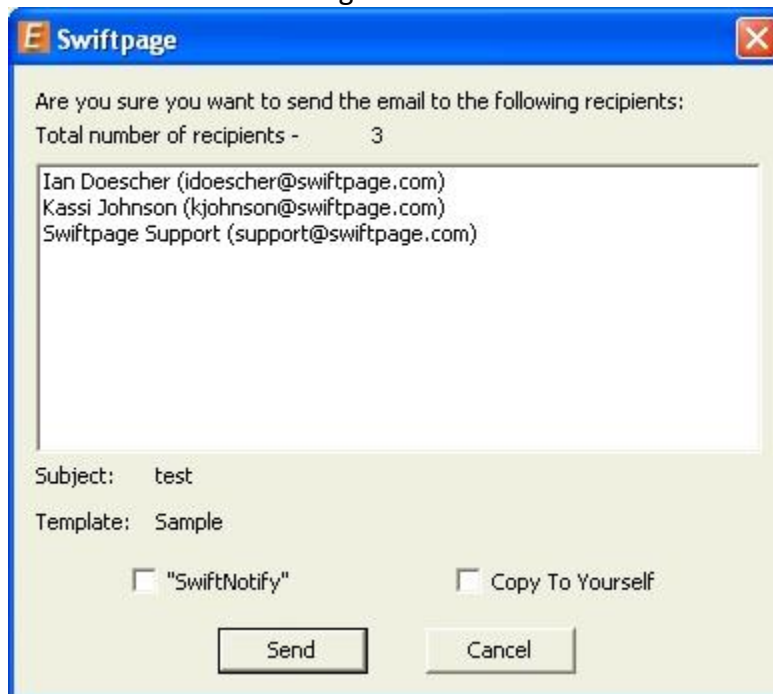 E Swiftpage
Are you sure you want to send the email to the following recipients:
Total number of recipients - 3
Ian Doescher (idoescher@swiftpage.com)
Kassi Johnson (kjohnson@swiftpage.com)
Swiftpage Support (support@swiftpage.com)
Subject: test
Template: Sample
"SwiftNotify" Copy To Yourself
Send Cancel